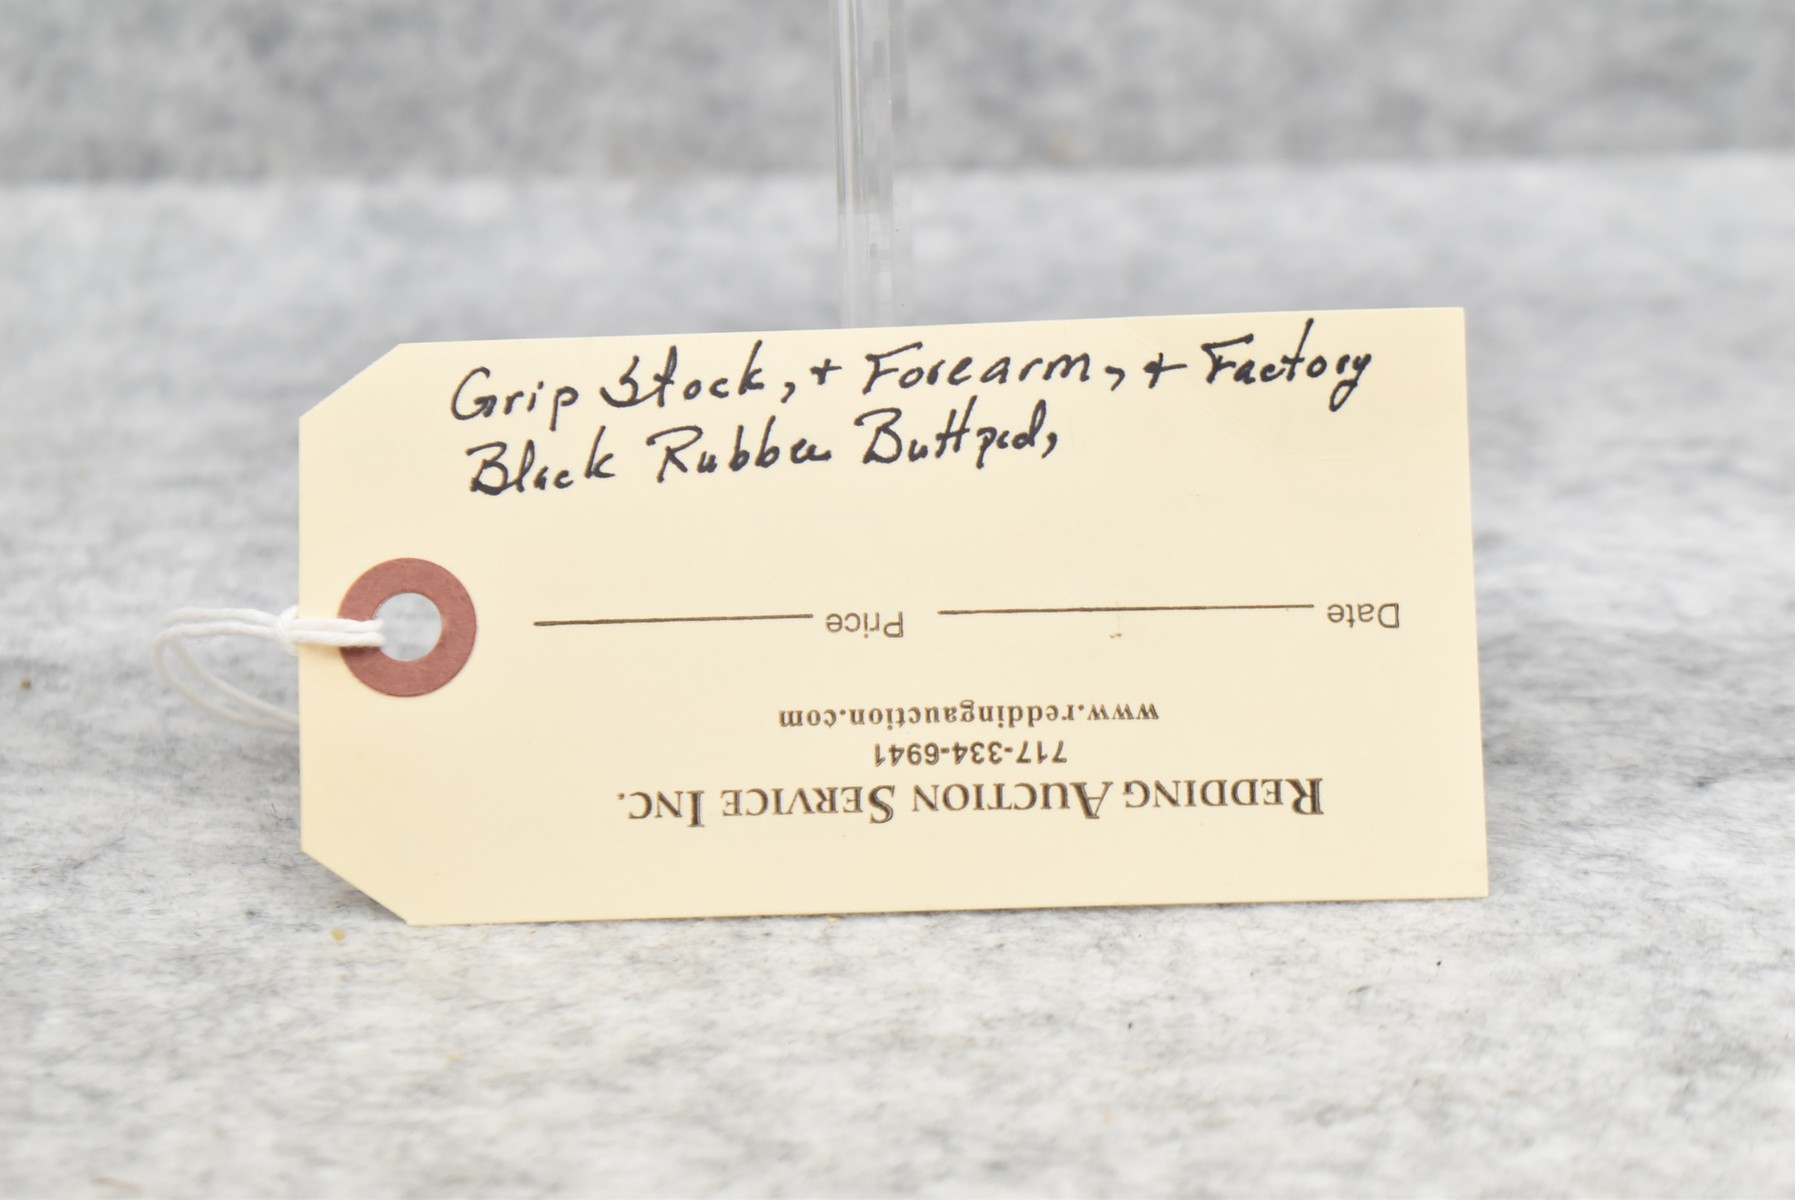 Grip Stock, + Forearm, + Factory
Black Rubber Buttpad,
Date Price
www.reddingauction.com
717-334-6941
REDDING AUCTION SERVICE INC.